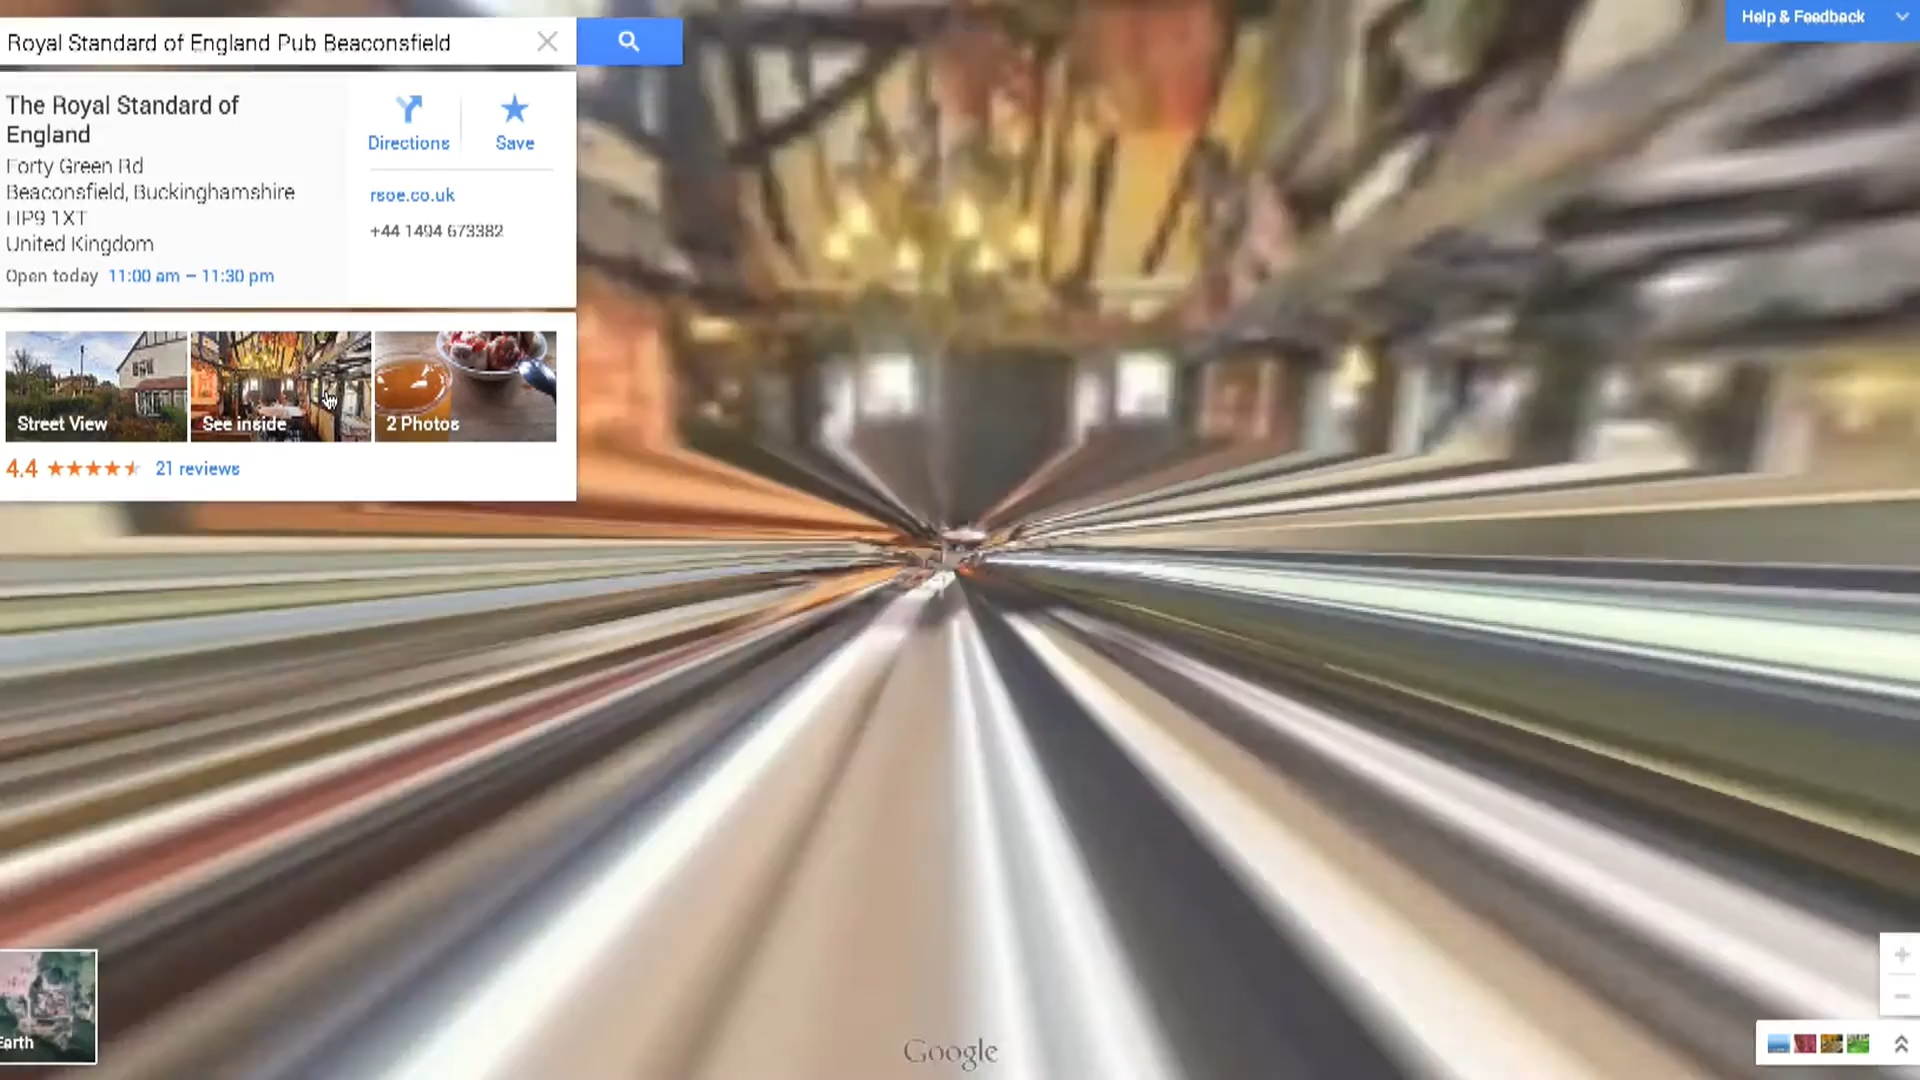 Help & Feedback
Royal Standard of England Pub Beaconsfield
The Royal Standard of
England
Forty Green Rd
Beaconsfield, Buckinghamshire
HP9 1XT
United Kingdom
Open today 11:00 am – 11:30 pm
Directions
Save
rsoe.co.uk
+44 1494 673382
Street View
See inside
2 Photos
4.4
21 reviews
Earth
Google